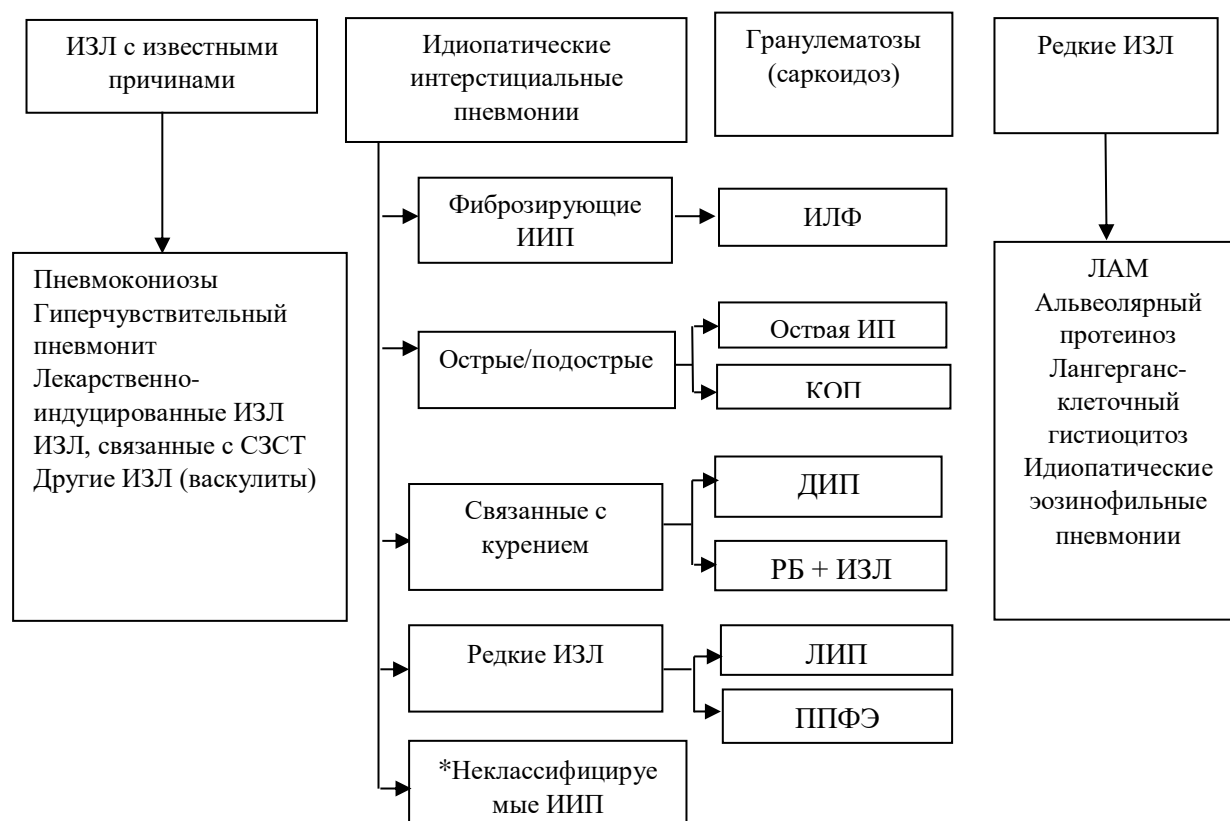 ИЗЛ с известными
причинами
Идиопатические
интерстициальные
пневмонии
Гранулематозы
(саркоидоз)
Редкие ИЗЛ
Пневмокониозы
Гиперчувствительный
пневмонит
Лекарственно-
индуцированные ИЗЛ
ИЗЛ, связанные с СЗСТ
Другие ИЗЛ (васкулиты)
Фиброзирующие
ИИП
ИЛФ
Острые/подострые
Острая ИП
КОП
Связанные с
курением
ДИП
РБ + ИЗЛ
Редкие ИЗЛ
ЛИП
ППФЭ
*Неклассифицируе
мые ИИП
ЛАМ
Альвеолярный
протеиноз
Лангерганс-
клеточный
гистиоцитоз
Идиопатические
эозинофильные
пневмонии